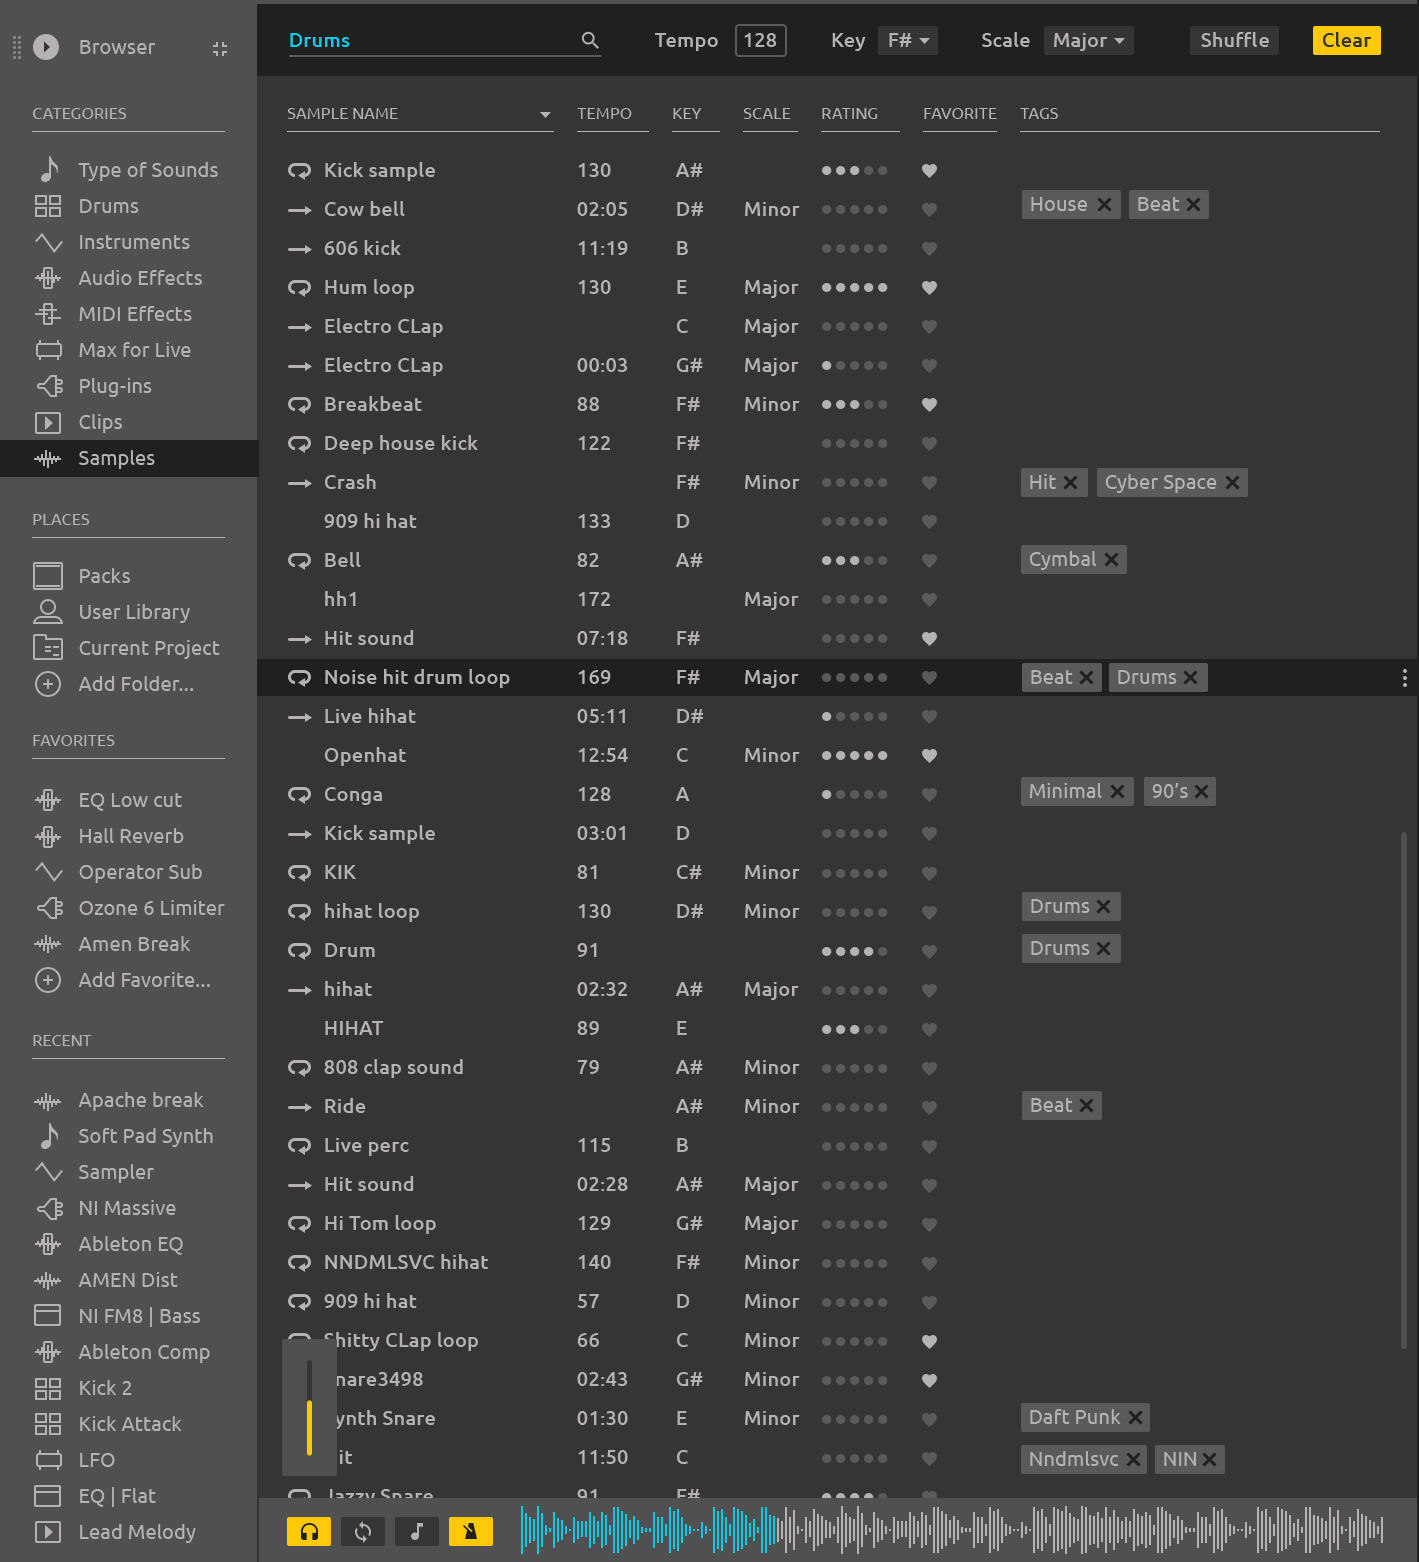 Browser
CATEGORIES
Type of Sounds
Drums
Instruments
Audio Effects
MIDI Effects
Max for Live
Plug-ins
Clips
Samples
PLACES
Packs
User Library
Current Project
Add Folder...
FAVORITES
EQ Low cut
Hall Reverb
Operator Sub
Ozone 6 Limiter
Amen Break
Add Favorite...
RECENT
Apache break
Soft Pad Synth
Sampler
NI Massive
Ableton EQ
AMEN Dist
NI FM8 | Bass
Ableton Comp
Kick 2
Kick Attack
LFO
EQ | Flat
Lead Melody
Drums Tempo 128 Key F# Scale Major Shuffle Clear
SAMPLE NAME TEMPO KEY SCALE RATING FAVORITE TAGS
Kick sample 130 A#
Cow bell 02:05 D# Minor House Beat
606 kick 11:19 B
Hum loop 130 E Major
Electro CLap C Major
Electro CLap 00:03 G# Major
Breakbeat 88 F# Minor
Deep house kick 122 F#
Crash F# Minor Hit Cyber Space
909 hi hat 133 D
Bell 82 A# Cymbal
hh1 172 Major
Hit sound 07:18 F#
Noise hit drum loop 169 F# Major Beat Drums
Live hihat 05:11 D#
Openhat 12:54 C Minor
Conga 128 A Minimal 90's
Kick sample 03:01 D
KIK 81 C# Minor
hihat loop 130 D# Minor Drums
Drum 91 Drums
hihat 02:32 A# Major
HIHAT 89 E
808 clap sound 79 A# Minor
Ride A# Minor Beat
Live perc 115 B
Hit sound 02:28 A# Major
Hi Tom loop 129 G# Major
NNDMLSVC hihat 140 F# Minor
909 hi hat 57 D Minor
Shitty CLap loop 66 C Minor
nare3498 02:43 G# Minor
ynth Snare 01:30 E Minor Daft Punk
it 11:50 C Nndmlsvc NIN
Jazzy Snare 91 F#